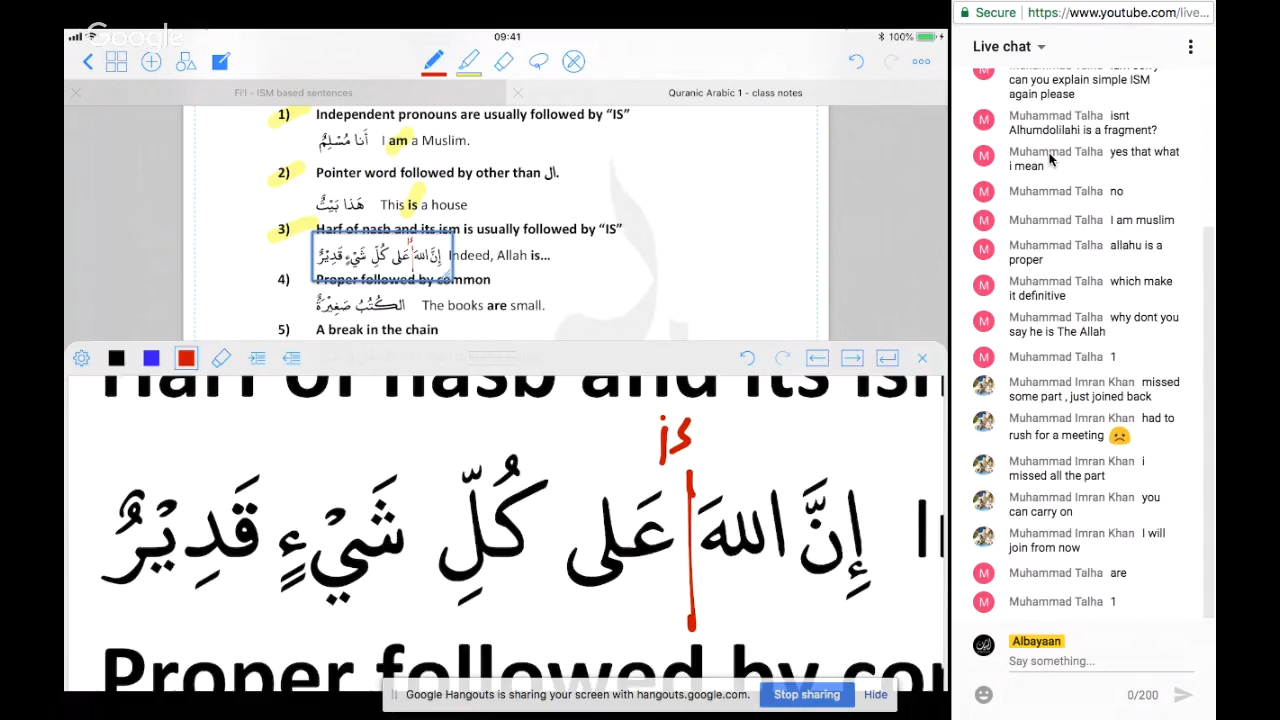 Google
09:41
100%
Fi'l - ISM based sentences
Quranic Arabic 1 - class notes
1) Independent pronouns are usually followed by “IS”
أَنا مُسْلِمٌ I am a Muslim.
2) Pointer word followed by other than ال.
هَذا بَيْتٌ This is a house
3) Harf of nasb and its ism is usually followed by “IS”
إِنَّ اللهَ عَلى كُلِّ شَيْءٍ قَدِيْرٌ Indeed, Allah is...
4) Proper followed by common
الكُتُبُ صَغِيْرَةٌ The books are small.
5) A break in the chain
Harf of nasb and its ism
إِنَّ اللهَ عَلى كُلِّ شَيْءٍ قَدِيْرٌ
Proper followed by com
Google Hangouts is sharing your screen with hangouts.google.com.
Stop sharing
Hide
Secure
https://www.youtube.com/live...
Live chat
can you explain simple ISM
again please
Muhammad Talha isnt
Alhumdolilahi is a fragment?
Muhammad Talha yes that what
i mean
Muhammad Talha no
Muhammad Talha I am muslim
Muhammad Talha allahu is a
proper
Muhammad Talha which make
it definitive
Muhammad Talha why dont you
say he is The Allah
Muhammad Talha 1
Muhammad Imran Khan missed
some part , just joined back
Muhammad Imran Khan had to
rush for a meeting
Muhammad Imran Khan i
missed all the part
Muhammad Imran Khan you
can carry on
Muhammad Imran Khan I will
join from now
Muhammad Talha are
Muhammad Talha 1
Albayaan
Say something...
0/200